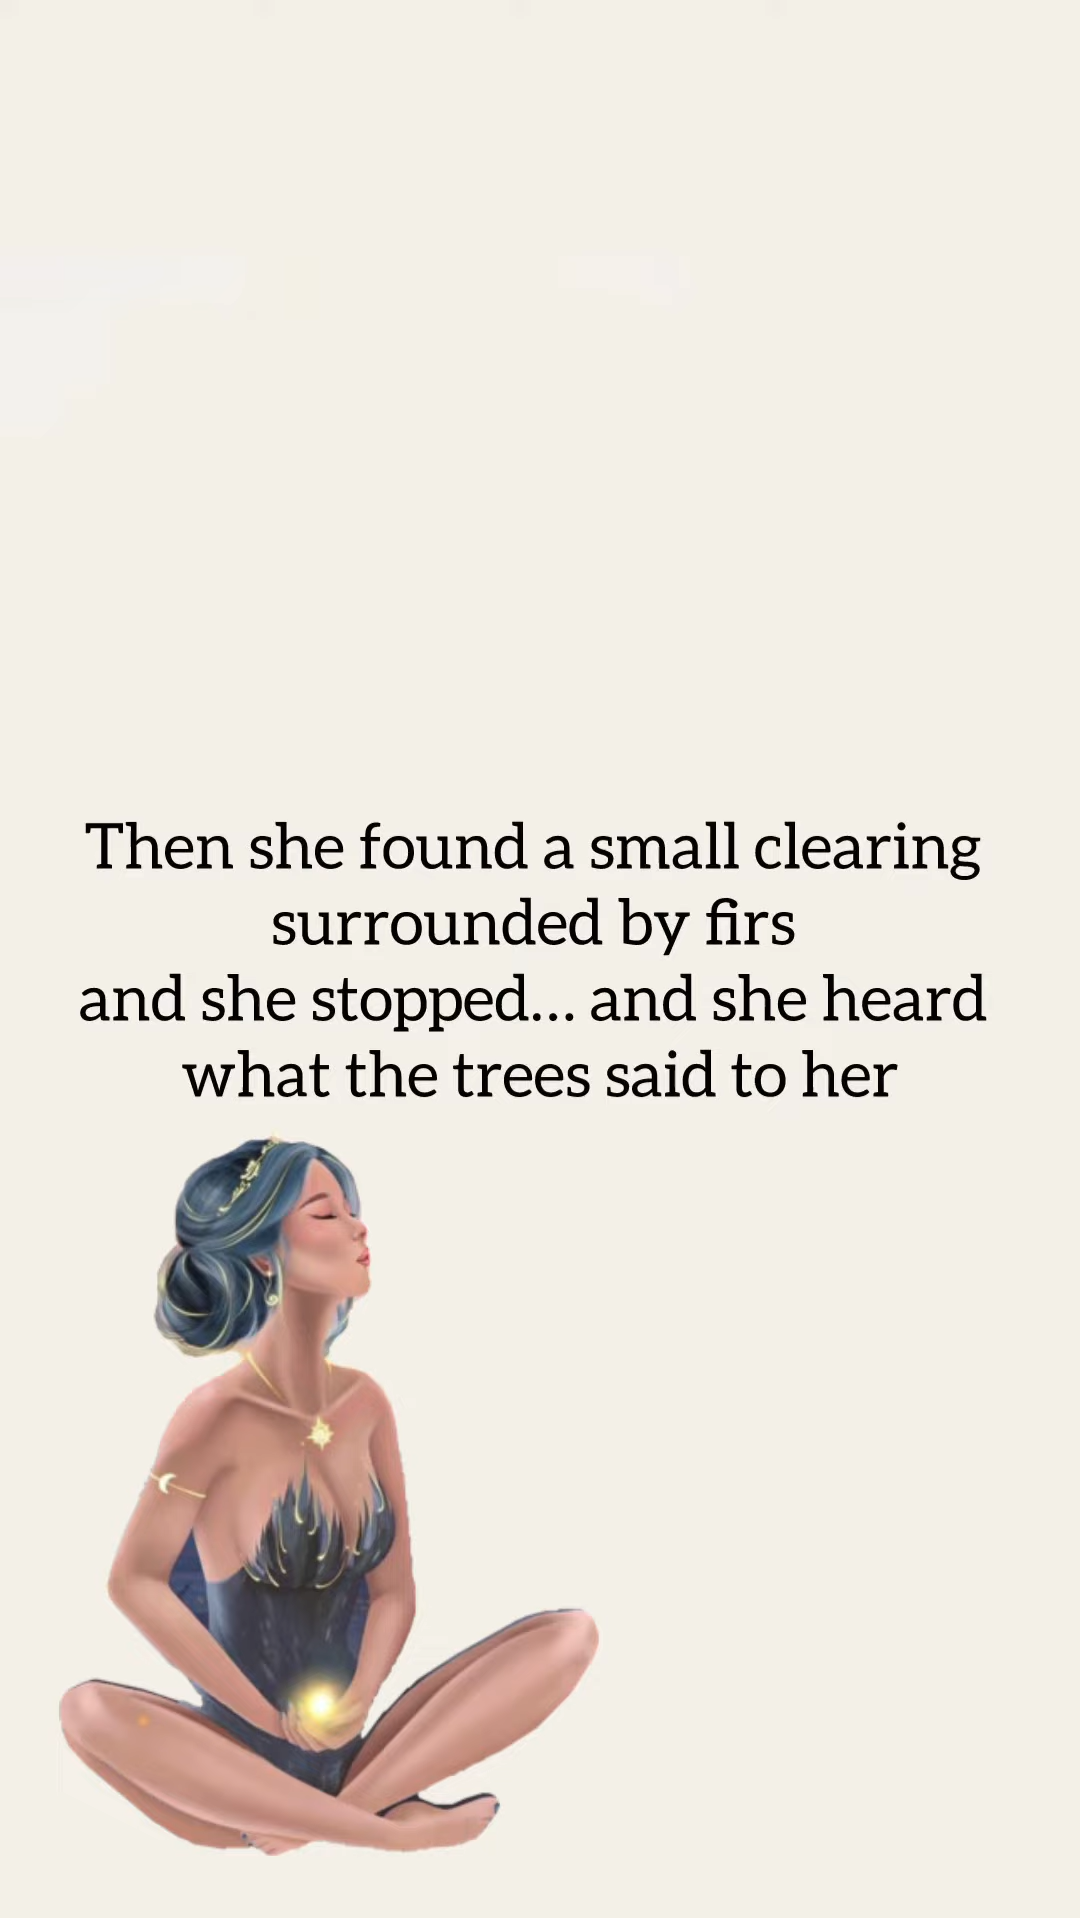 Then she found a small clearing
surrounded by firs
and she stopped... and she heard
what the trees said to her